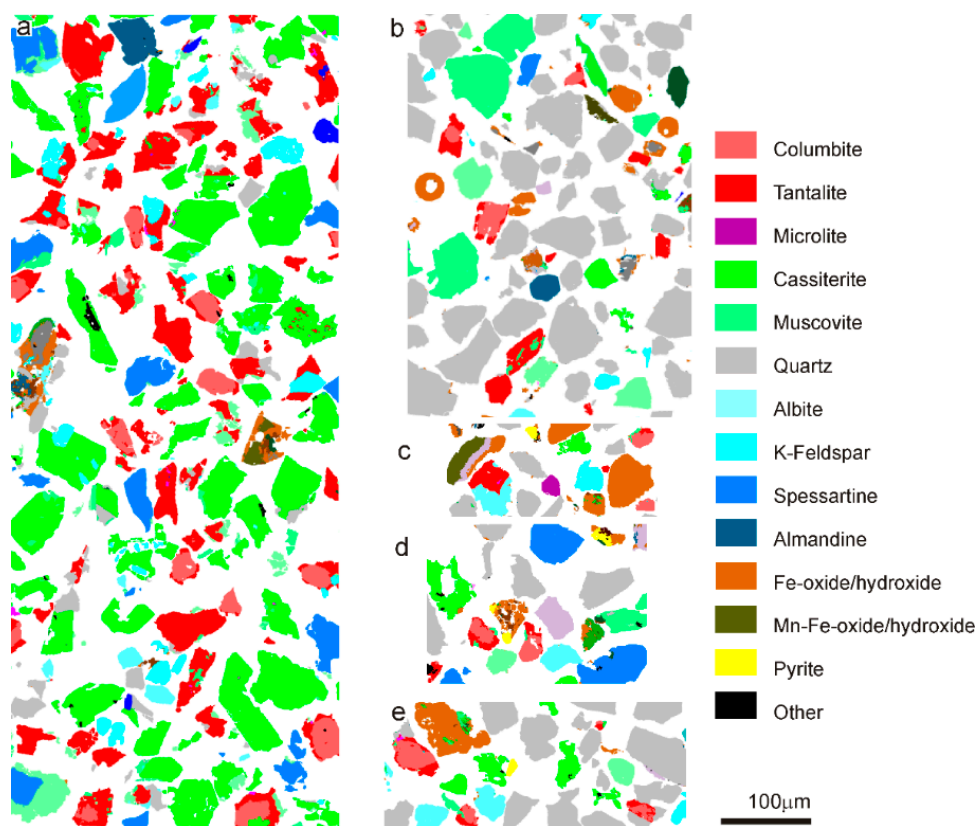 a
b
c
d
e
Columbite
Tantalite
Microlite
Cassiterite
Muscovite
Quartz
Albite
K-Feldspar
Spessartine
Almandine
Fe-oxide/hydroxide
Mn-Fe-oxide/hydroxide
Pyrite
Other
100µm